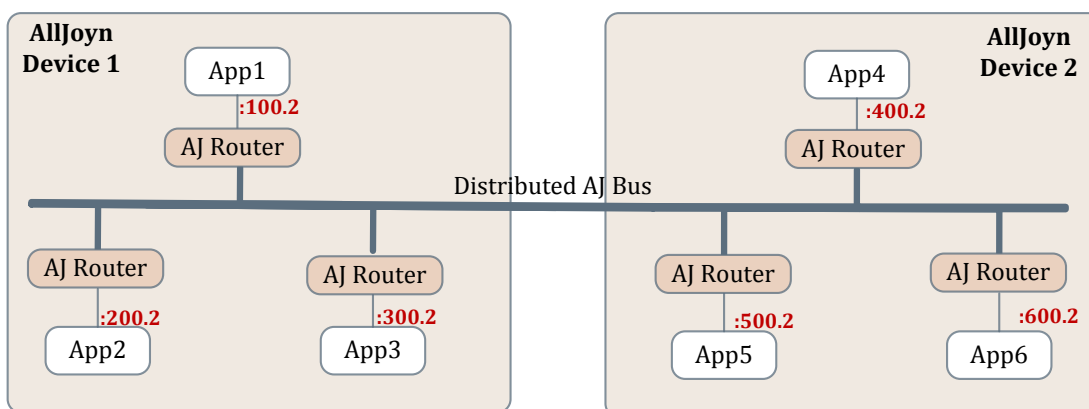 AllJoyn
Device 1
App1
:100.2
AJ Router
AllJoyn
Device 2
App4
:400.2
AJ Router
Distributed AJ Bus
AJ Router
:200.2
App2
AJ Router
:300.2
App3
AJ Router
:500.2
App5
AJ Router
:600.2
App6